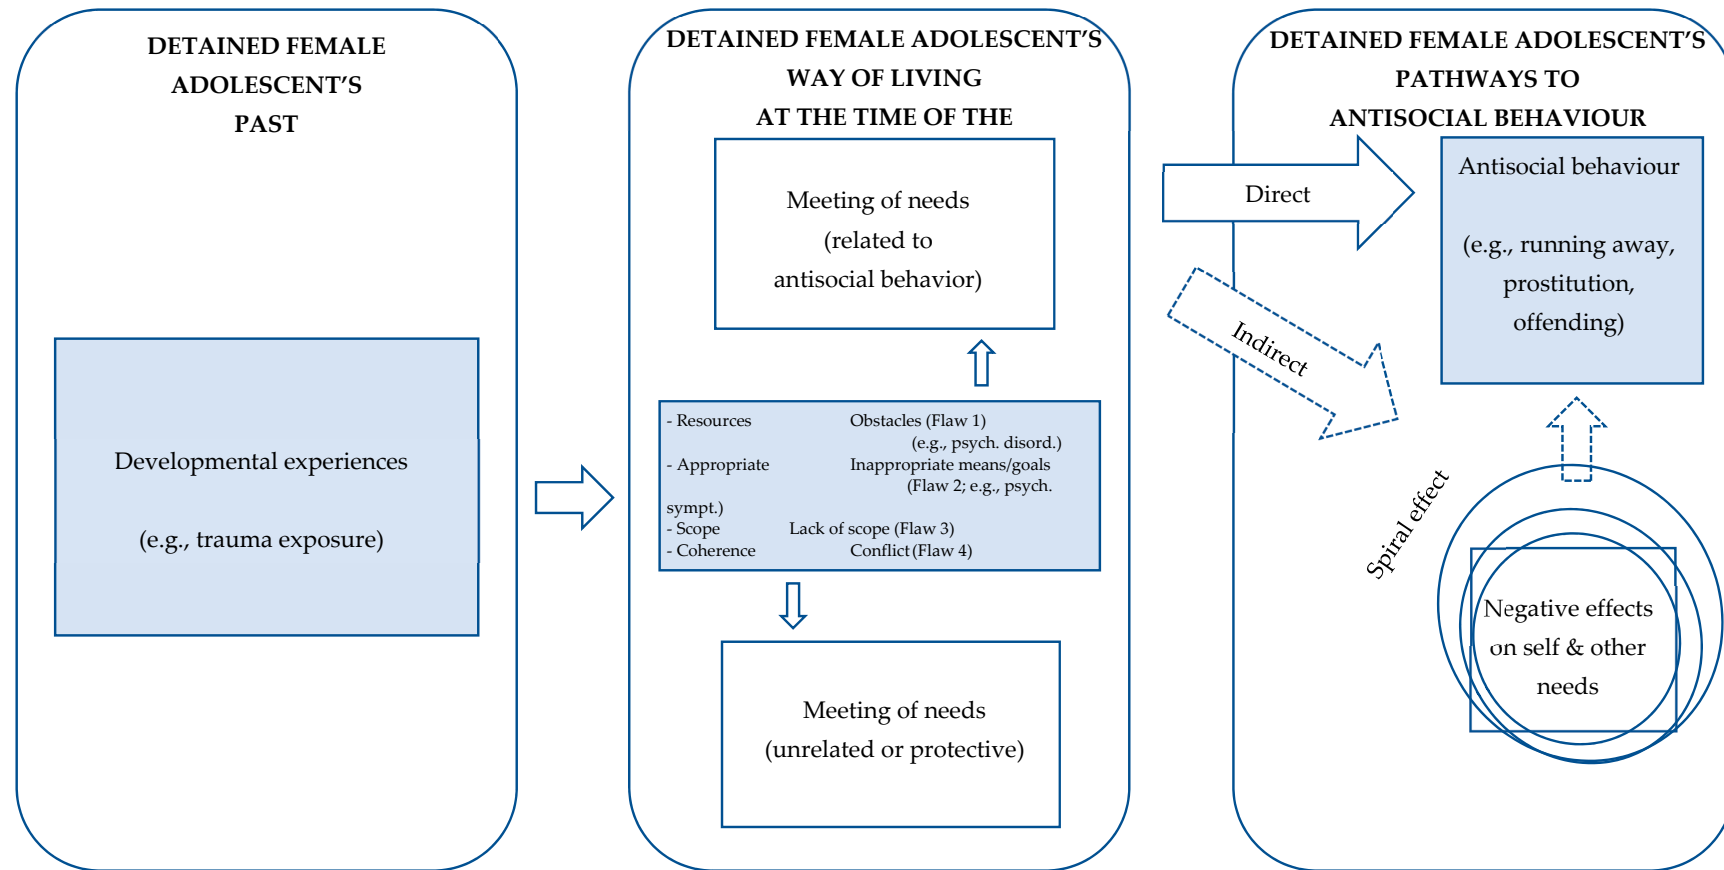 DETAINED FEMALE
ADOLESCENT’S
PAST
Developmental experiences
(e.g., trauma exposure)
DETAINED FEMALE ADOLESCENT’S
WAY OF LIVING
AT THE TIME OF THE
Meeting of needs
(related to
antisocial behavior)
- Resources Obstacles (Flaw 1)
(e.g., psych. disord.)
- Appropriate Inappropriate means/goals
(Flaw 2; e.g., psych.
sympt.)
- Scope Lack of scope (Flaw 3)
- Coherence Conflict (Flaw 4)
Meeting of needs
(unrelated or protective)
DETAINED FEMALE ADOLESCENT’S
PATHWAYS TO
ANTISOCIAL BEHAVIOUR
Direct
Indirect
Antisocial behaviour
(e.g., running away,
prostitution,
offending)
Spiral effect
Negative effects
on self & other
needs